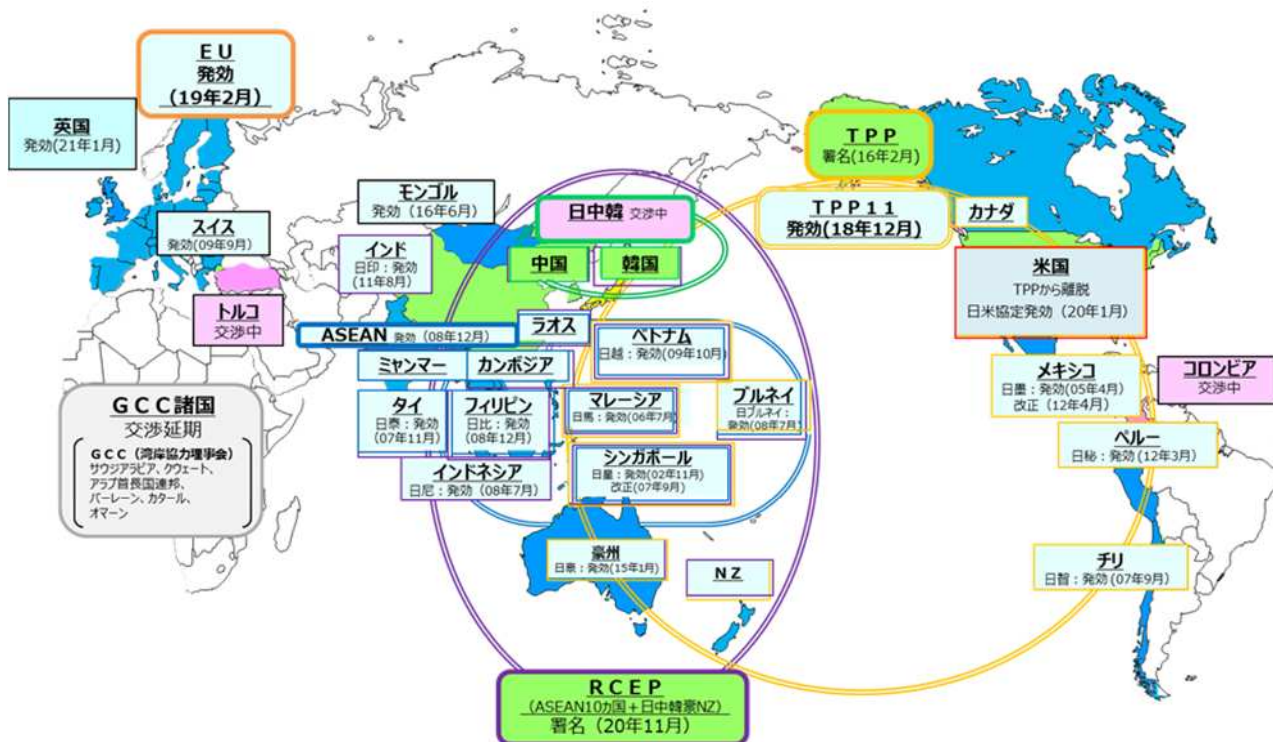 EU
発効
(19年2月)
英国
発効(21年1月)
スイス
発効(09年9月)
トルコ
交渉中
GCC諸国
交渉延期
GCC(湾岸協力理事会)
サウジアラビア、クウェート、
アラブ首長国連邦、
バーレーン、カタール、
オマーン
モンゴル
発効(16年6月)
インド
日印:発効
(11年8月)
日中韓 交渉中
中国
韓国
ASEAN 発効(08年12月)
ラオス
ミャンマー
カンボジア
ベトナム
日越:発効(09年10月)
タイ
日泰:発効
(07年11月)
フィリピン
日比:発効
(08年12月)
マレーシア
日馬:発効(06年7月)
ブルネイ
日ブルネイ:
発効(08年7月)
インドネシア
日尼:発効(08年7月)
シンガポール
日星:発効(02年11月)
改正(07年9月)
豪州
日豪:発効(15年1月)
NZ
RCEP
(ASEAN10カ国+日中韓豪NZ)
署名(20年11月)
TPP
署名(16年2月)
TPP11
発効(18年12月)
カナダ
米国
TPPから離脱
日米協定発効(20年1月)
メキシコ
日墨:発効(05年4月)
改正(12年4月)
コロンビア
交渉中
ペルー
日秘:発効(12年3月)
チリ
日智:発効(07年9月)